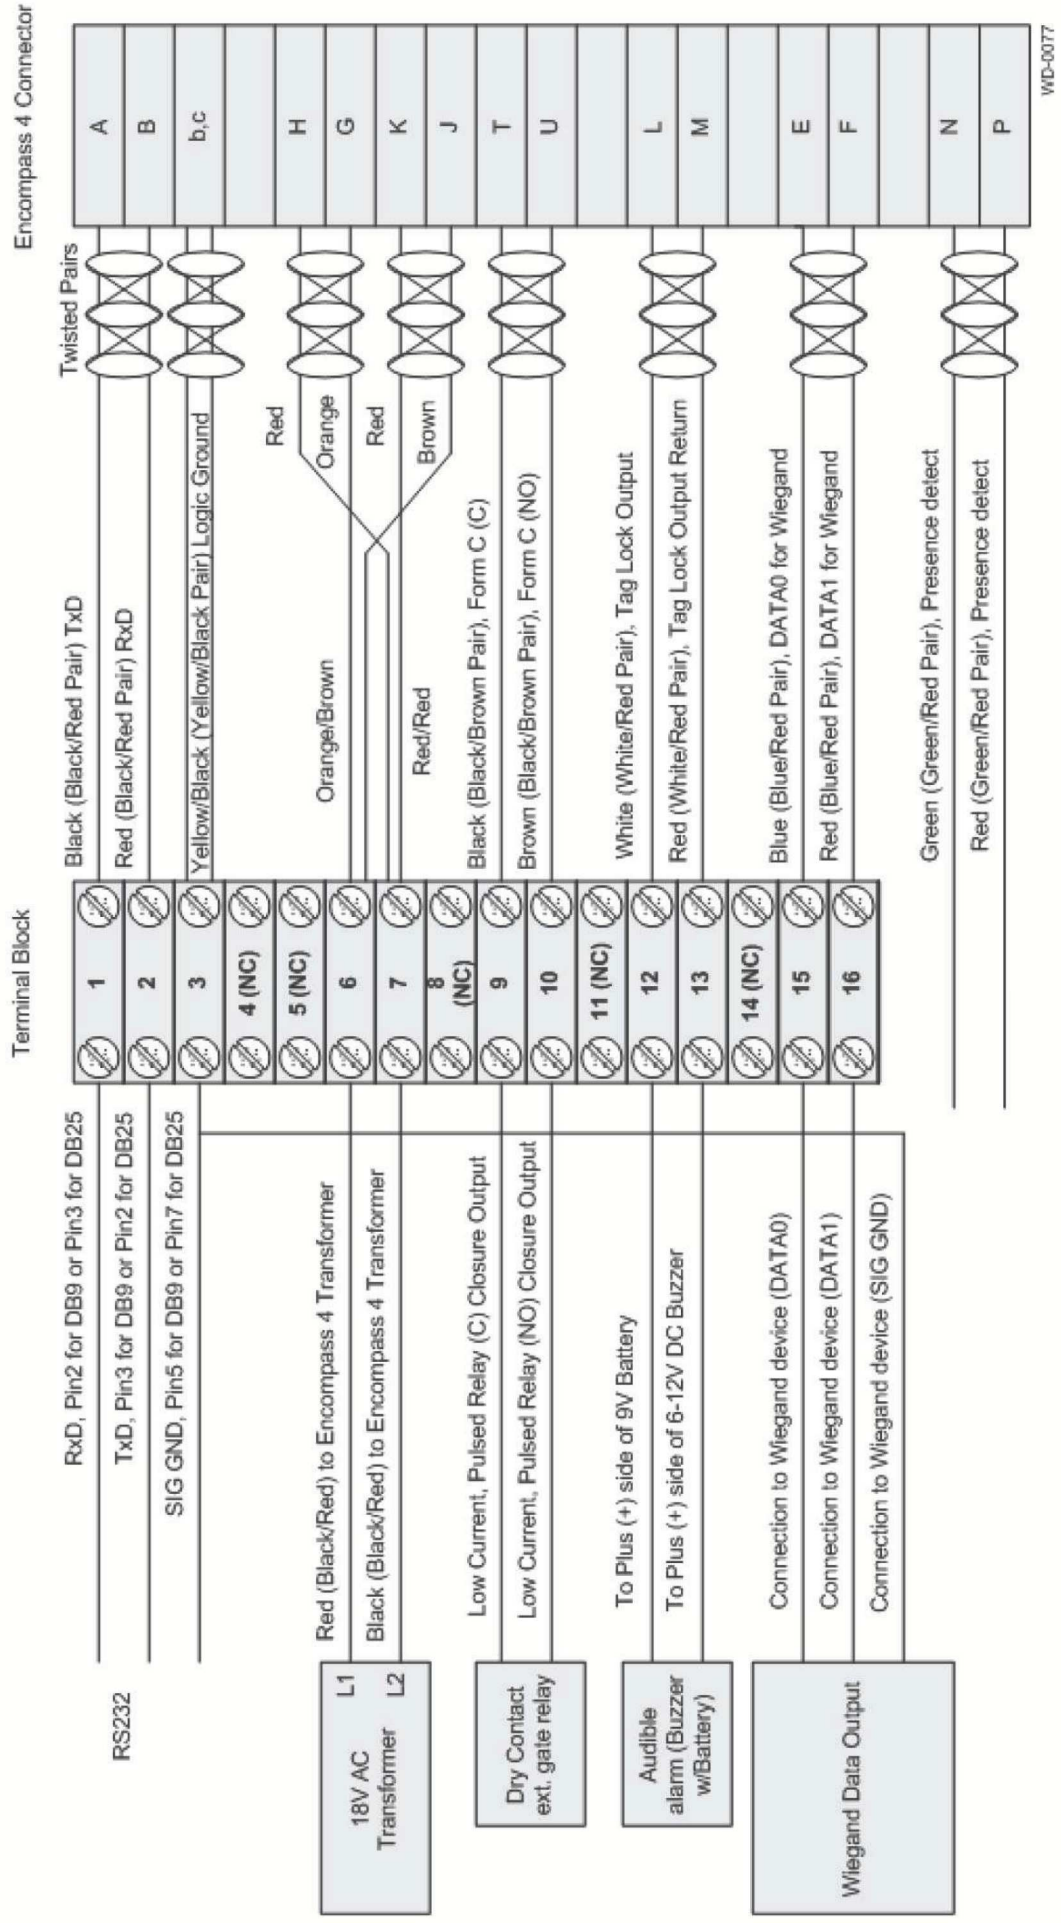 RS232
RxD, Pin2 for DB9 or Pin3 for DB25
TxD, Pin3 for DB9 or Pin2 for DB25
SIG GND, Pin5 for DB9 or Pin7 for DB25
18V AC
Transformer
L1
L2
Red (Black/Red) to Encompass 4 Transformer
Black (Black/Red) to Encompass 4 Transformer
Dry Contact
ext. gate relay
Low Current, Pulsed Relay (C) Closure Output
Low Current, Pulsed Relay (NO) Closure Output
Audible
alarm (Buzzer
w/Battery)
To Plus (+) side of 9V Battery
To Plus (+) side of 6-12V DC Buzzer
Wiegand Data Output
Connection to Wiegand device (DATA0)
Connection to Wiegand device (DATA1)
Connection to Wiegand device (SIG GND)
Terminal Block
1
2
3
4 (NC)
5 (NC)
6
7
8
(NC)
9
10
11 (NC)
12
13
14 (NC)
15
16
Black (Black/Red Pair) TxD
Red (Black/Red Pair) RxD
Yellow/Black (Yellow/Black Pair) Logic Ground
Orange/Brown
Red/Red
Red
Orange
Red
Brown
Black (Black/Brown Pair), Form C (C)
Brown (Black/Brown Pair), Form C (NO)
White (White/Red Pair), Tag Lock Output
Red (White/Red Pair), Tag Lock Output Return
Blue (Blue/Red Pair), DATA0 for Wiegand
Red (Blue/Red Pair), DATA1 for Wiegand
Green (Green/Red Pair), Presence detect
Red (Green/Red Pair), Presence detect
Twisted Pairs
Encompass 4 Connector
A
B
b,c
H
G
K
J
T
U
L
M
E
F
N
P
WD-0077